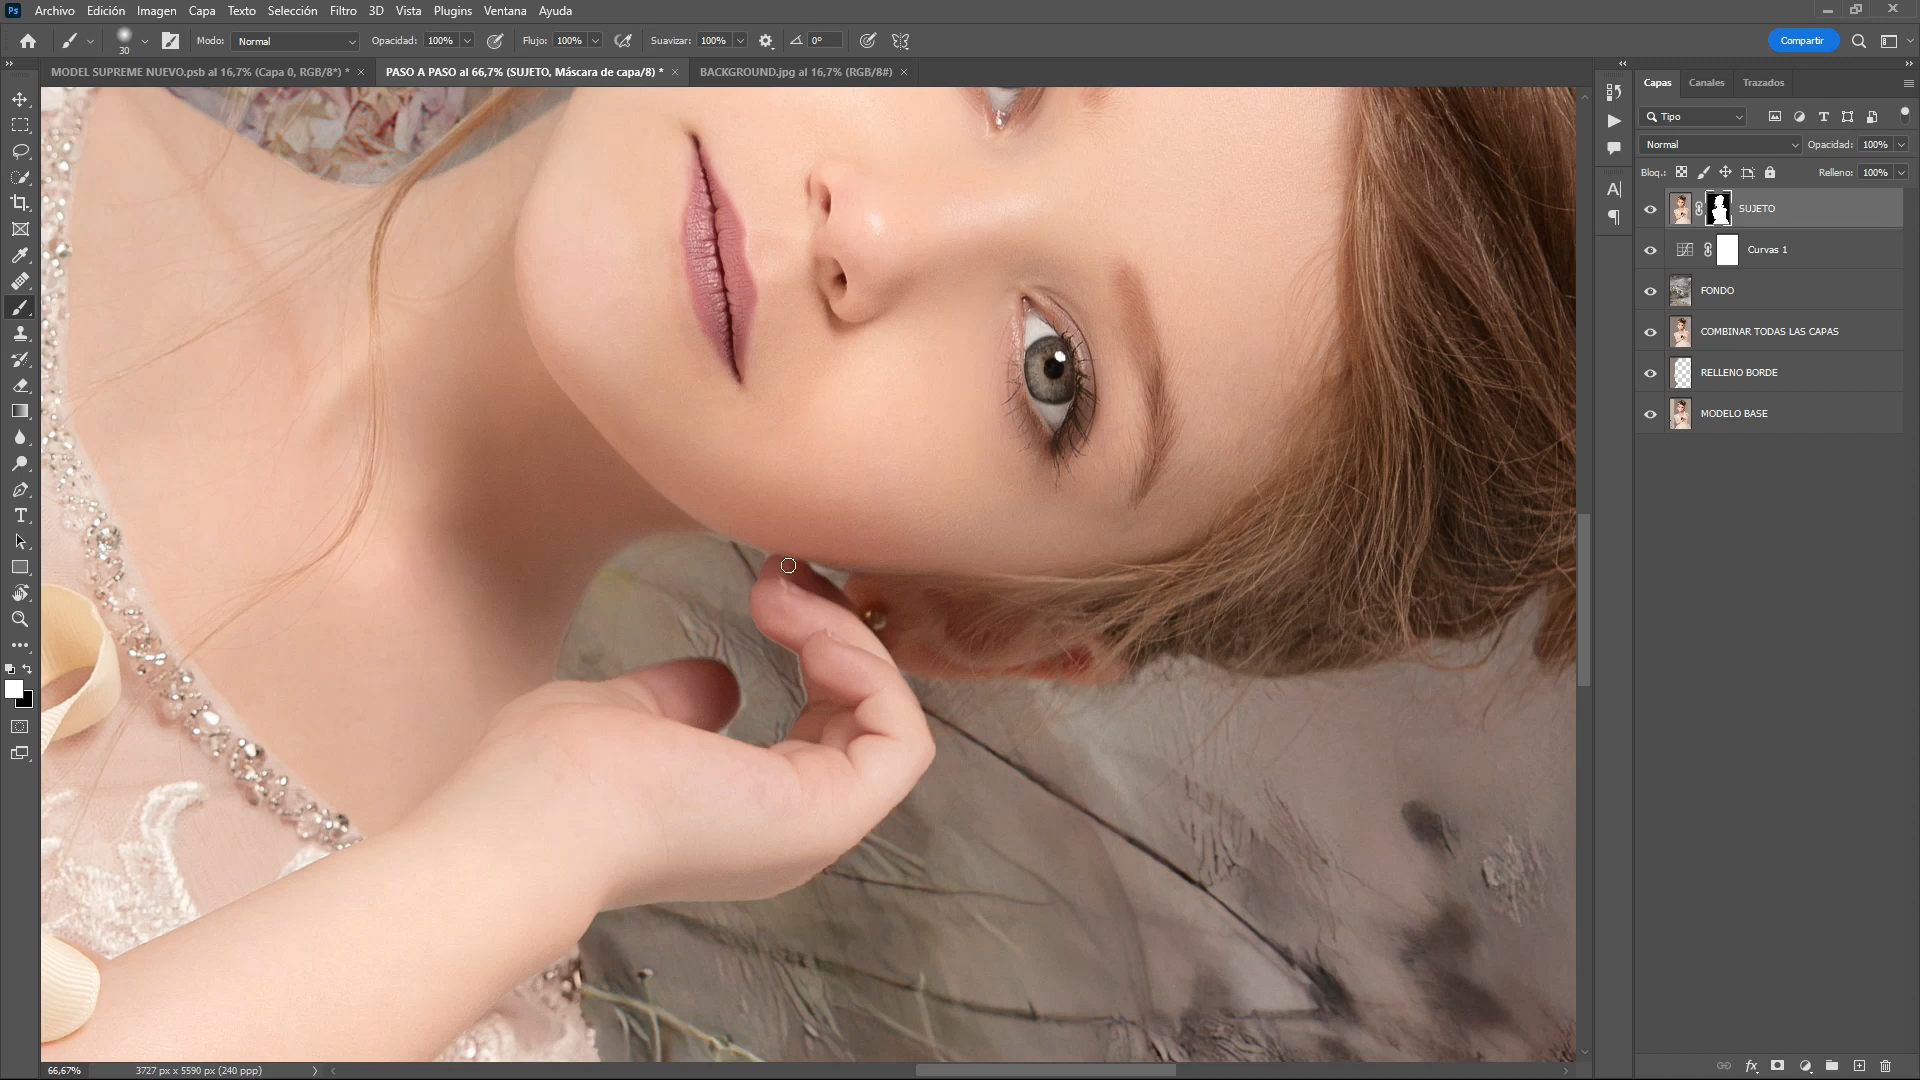 Ps Archivo Edición Imagen Capa Texto Selección Filtro 3D Vista Plugins Ventana Ayuda
30 Modo: Normal Opacidad: 100% Flujo: 100% Suavizar: 100% 0° Compartir
MODEL SUPREME NUEVO.psb al 16,7% (Capa 0, RGB/8*) * × PASO A PASO al 66,7% (SUJETO, Máscara de capa/8) * × BACKGROUND.jpg al 16,7% (RGB/8#) ×
Capas Canales Trazados
Tipo
Normal Opacidad: 100%
Bloq.: Relleno: 100%
SUJETO
Curvas 1
FONDO
COMBINAR TODAS LAS CAPAS
RELLENO BORDE
MODELO BASE
66,67% 3727 px x 5590 px (240 ppp)